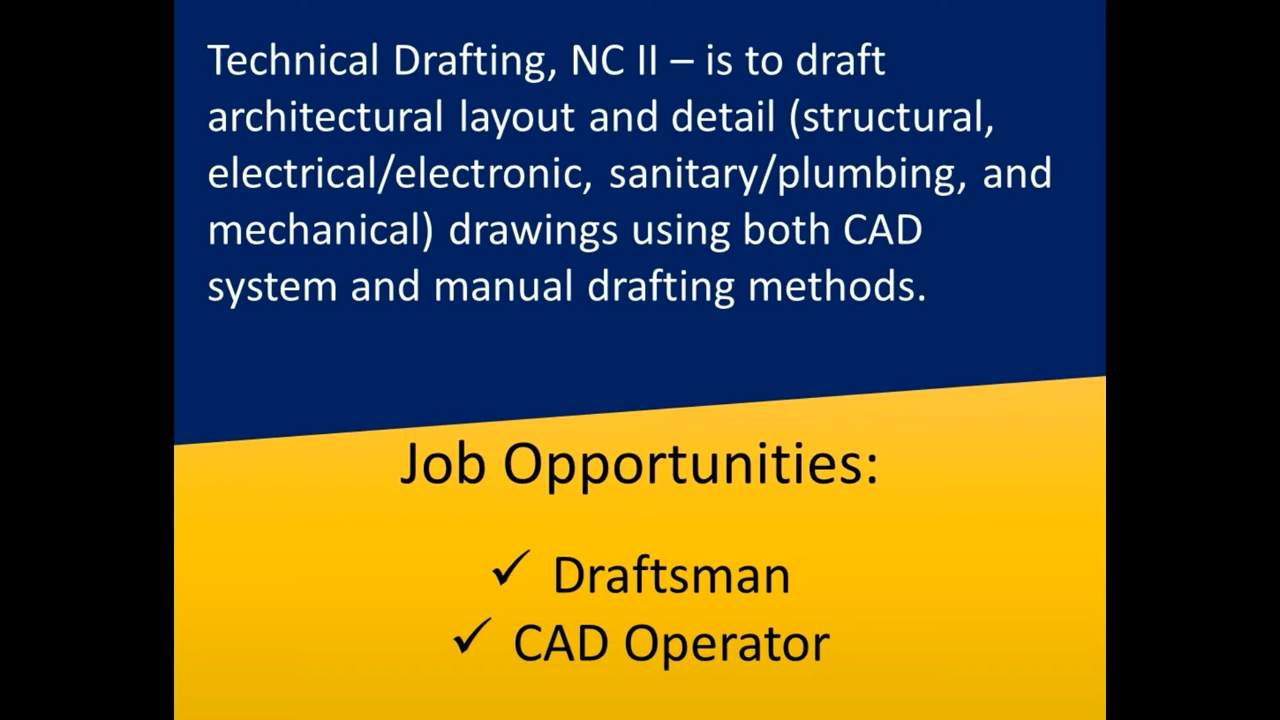 Technical Drafting, NC II – is to draft
architectural layout and detail (structural,
electrical/electronic, sanitary/plumbing, and
mechanical) drawings using both CAD
system and manual drafting methods.
Job Opportunities:
✓ Draftsman
✓ CAD Operator